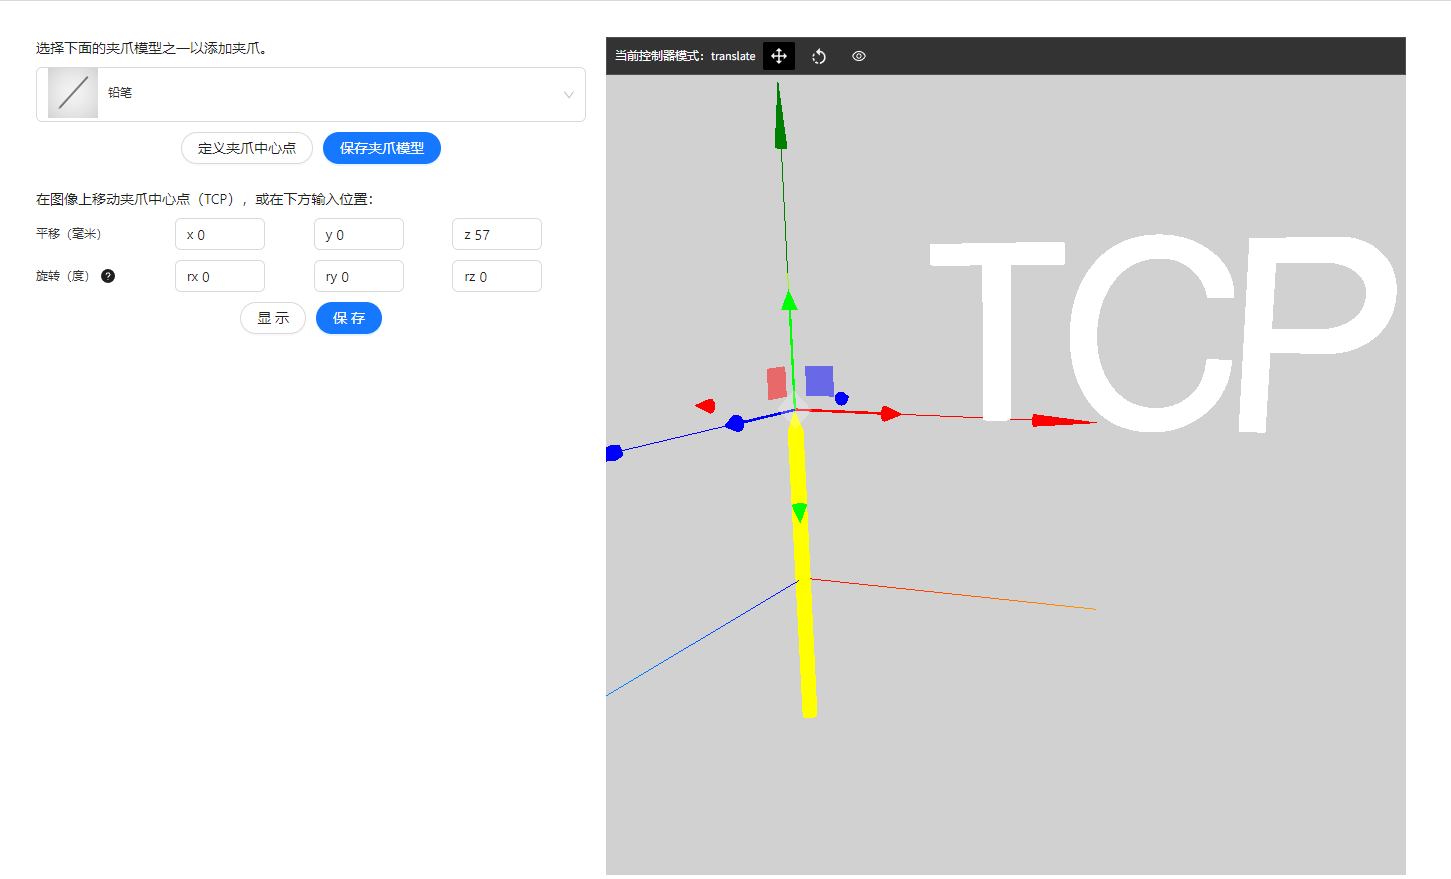 选择下面的夹爪模型之一以添加夹爪。
铅笔
定义夹爪中心点 保存夹爪模型
在图像上移动夹爪中心点（TCP），或在下方输入位置：
平移（毫米） x 0 y 0 z 57
旋转（度） ? rx 0 ry 0 rz 0
显 示 保 存
当前控制器模式：translate
TCP